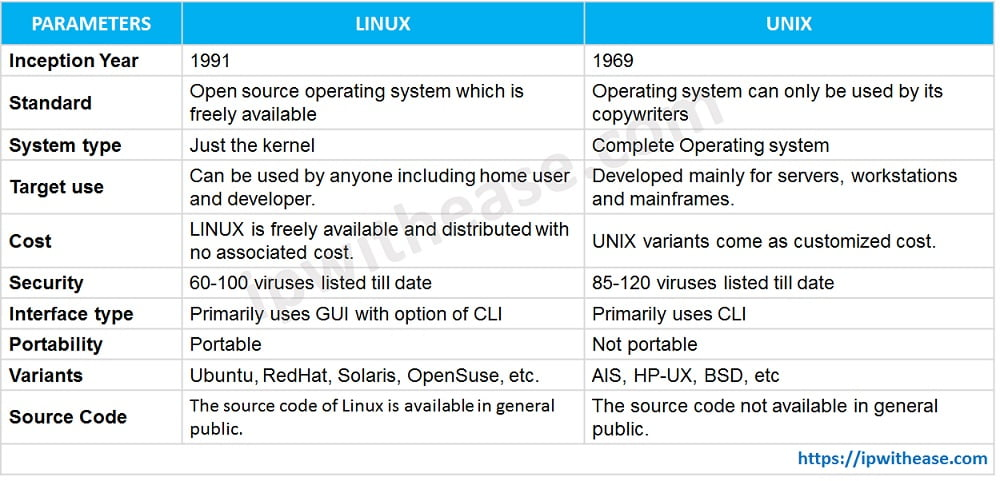 PARAMETERS LINUX UNIX
Inception Year 1991 1969
Standard Open source operating system which is freely available Operating system can only be used by its copywriters
System type Just the kernel Complete Operating system
Target use Can be used by anyone including home user and developer. Developed mainly for servers, workstations and mainframes.
Cost LINUX is freely available and distributed with no associated cost. UNIX variants come as customized cost.
Security 60-100 viruses listed till date 85-120 viruses listed till date
Interface type Primarily uses GUI with option of CLI Primarily uses CLI
Portability Portable Not portable
Variants Ubuntu, RedHat, Solaris, OpenSuse, etc. AIS, HP-UX, BSD, etc
Source Code The source code of Linux is available in general public. The source code not available in general public.
https://ipwithease.com
ipwithease.com